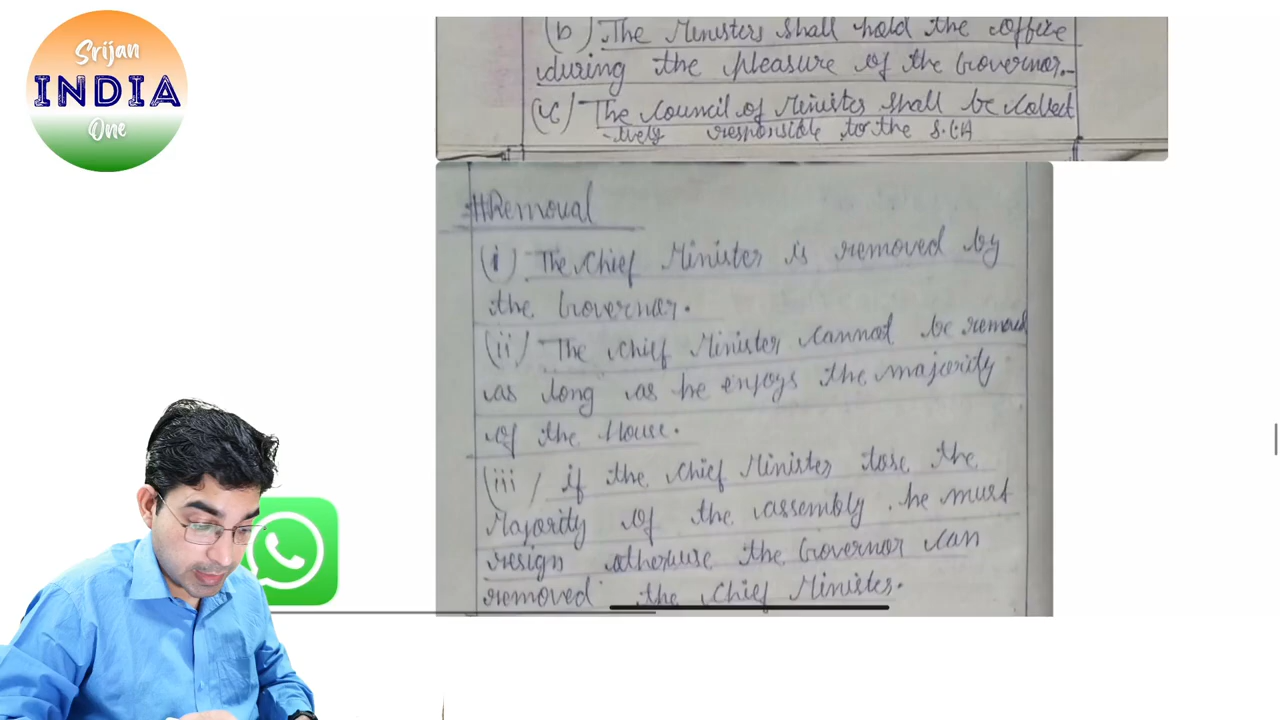 Srijan
INDIA
One
(b) The Ministers shall hold the office
during the pleasure of the Governor.-
(c) The Council of Minister shall be collect
-ively responsible to the S.L.A
#Removal
(i) The Chief Minister is removed by
the Governor.
(ii) The Chief Minister cannot be removed
as long as he enjoys the majority
of the House.
(iii) if the Chief Minister lose the
Majority of the assembly. he must
resign otherwise the Governor can
removed the Chief Minister.